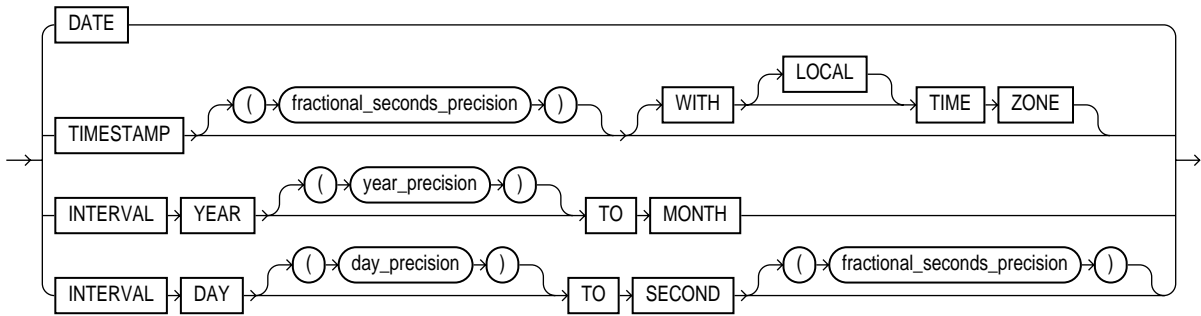 DATE
TIMESTAMP ( fractional_seconds_precision ) WITH LOCAL TIME ZONE
INTERVAL YEAR ( year_precision ) TO MONTH
INTERVAL DAY ( day_precision ) TO SECOND ( fractional_seconds_precision )